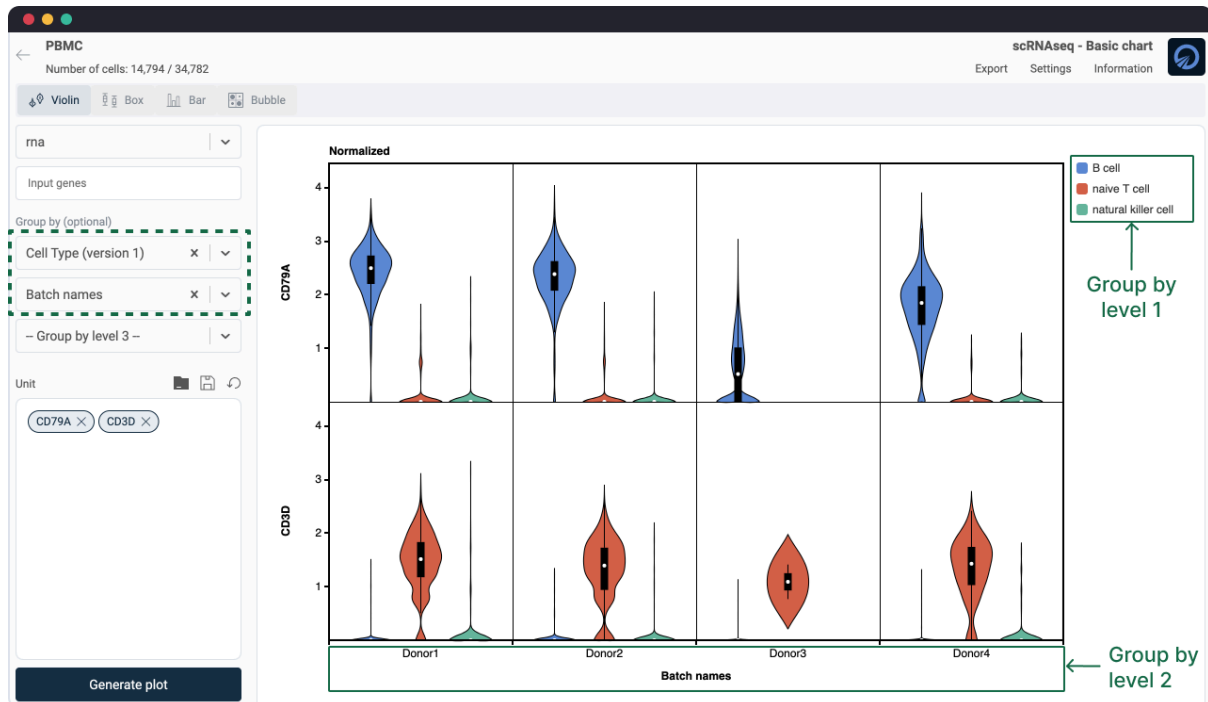 PBMC
Number of cells: 14,794 / 34,782
scRNAseq - Basic chart
Export Settings Information
Violin Box Bar Bubble
rna
Input genes
Group by (optional)
Cell Type (version 1)
Batch names
-- Group by level 3 --
Unit
CD79A CD3D
Generate plot
Normalized
CD79A
4
3
2
1
CD3D
4
3
2
1
Donor1 Donor2 Donor3 Donor4
Batch names
B cell
naive T cell
natural killer cell
Group by
level 1
Group by
level 2